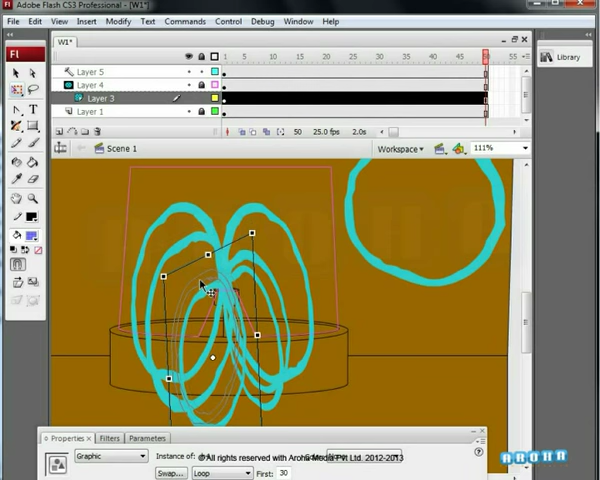 Adobe Flash CS3 Professional - [W1*]
File Edit View Insert Modify Text Commands Control Debug Window Help
W1*
Library
1 5 10 15 20 25 30 35 40 45 50 55
Layer 5
Layer 4
Layer 3
Layer 1
50 25.0 fps 2.0s
Scene 1
Workspace
111%
Properties Filters Parameters
Graphic
Instance of:
© All rights reserved with Aroha Media Pvt Ltd. 2012-2013
Swap...
Loop
First: 30
AROHA